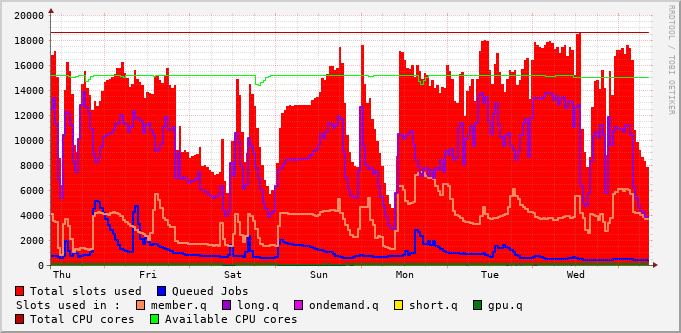 20000
18000
16000
14000
12000
10000
8000
6000
4000
2000
0
Thu Fri Sat Sun Mon Tue Wed
RRDTOOL / TOBI OETIKER
Total slots used Queued Jobs
Slots used in : member.q long.q ondemand.q short.q gpu.q
Total CPU cores Available CPU cores